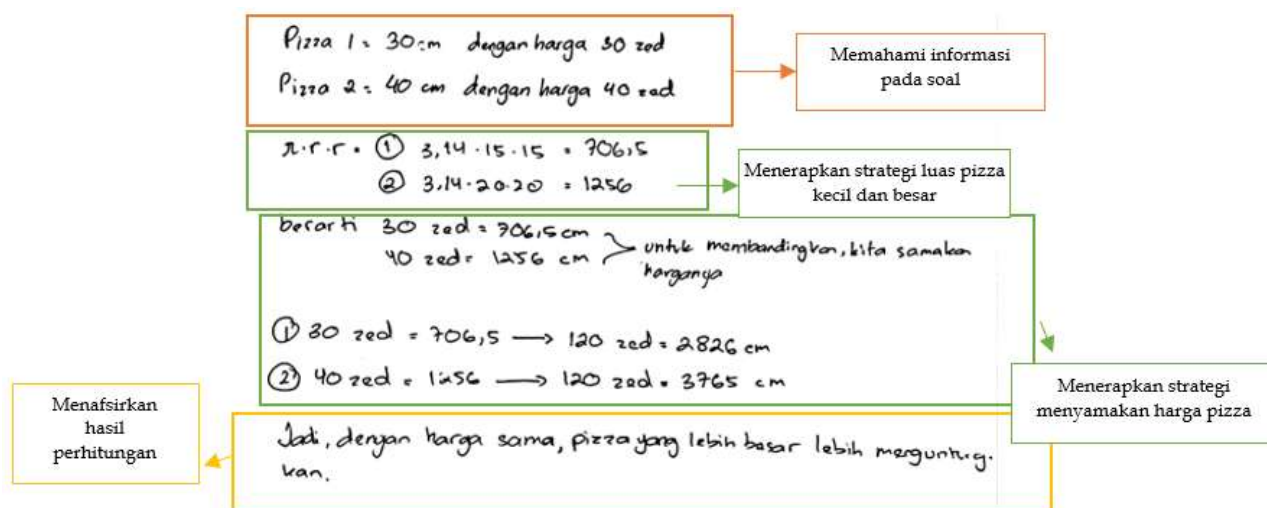 Pizza 1 = 30 cm dengan harga 30 zed
Pizza 2 = 40 cm dengan harga 40 zed
Memahami informasi
pada soal
π.r.r = ① 3,14 . 15 . 15 = 706,5
② 3,14 . 20 . 20 = 1256
Menerapkan strategi luas pizza
kecil dan besar
berarti 30 zed = 706,5 cm
40 zed = 1256 cm
untuk membandingkan, kita samakan
harganya
① 30 zed = 706,5 → 120 zed = 2826 cm
② 40 zed = 1256 → 120 zed = 3765 cm
Menerapkan strategi
menyamakan harga pizza
Menafsirkan
hasil
perhitungan
Jadi, dengan harga sama, pizza yang lebih besar lebih menguntung.
kan.